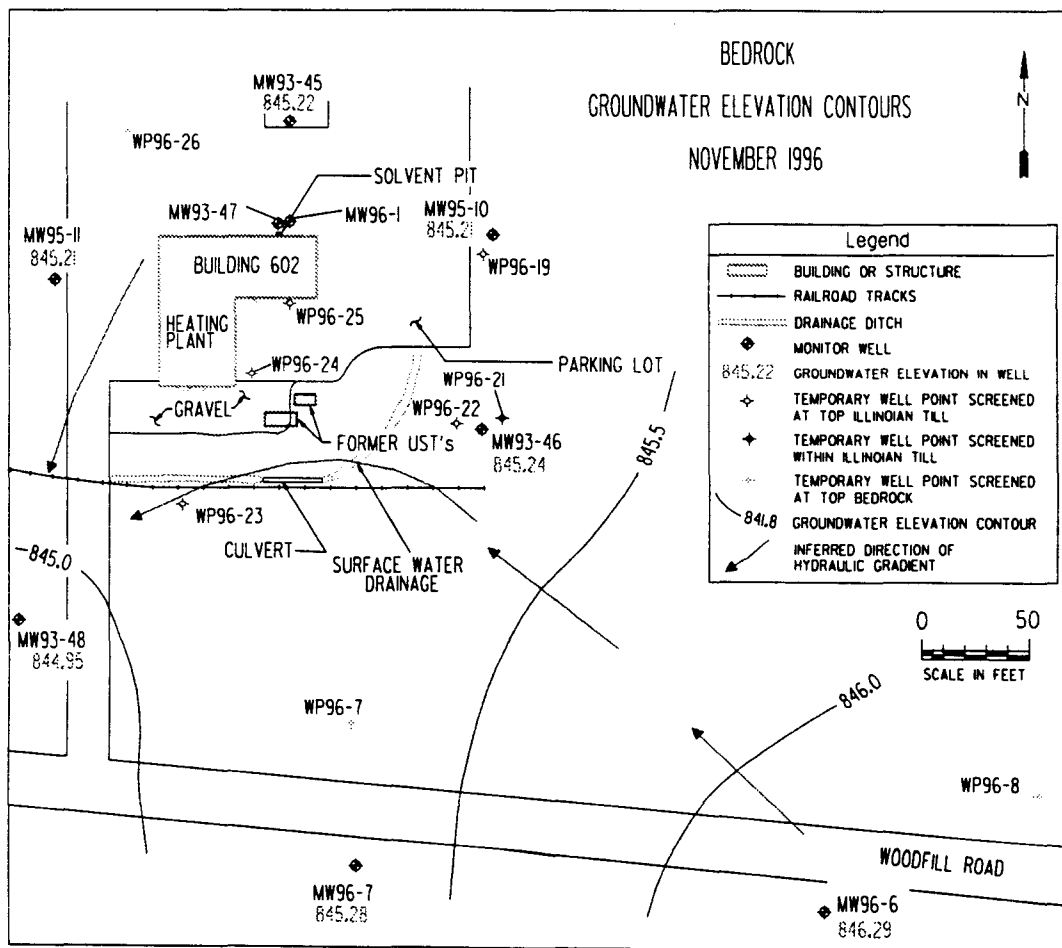 BEDROCK
GROUNDWATER ELEVATION CONTOURS
NOVEMBER 1996
N
MW93-45
845.22
WP96-26
SOLVENT PIT
MW93-47
MW96-1
MW95-10
845.21
WP96-19
MW95-11
845.21
BUILDING 602
HEATING
PLANT
WP96-25
WP96-24
PARKING LOT
GRAVEL
WP96-21
WP96-22
FORMER UST's
MW93-46
845.24
845.5
WP96-23
CULVERT
SURFACE WATER
DRAINAGE
845.0
MW93-48
844.95
WP96-7
846.0
WP96-8
WOODFILL ROAD
MW96-7
845.28
MW96-6
846.29
Legend
BUILDING OR STRUCTURE
RAILROAD TRACKS
DRAINAGE DITCH
MONITOR WELL
845.22 GROUNDWATER ELEVATION IN WELL
TEMPORARY WELL POINT SCREENED
AT TOP ILLINOIAN TILL
TEMPORARY WELL POINT SCREENED
WITHIN ILLINOIAN TILL
TEMPORARY WELL POINT SCREENED
AT TOP BEDROCK
841.8 GROUNDWATER ELEVATION CONTOUR
INFERRED DIRECTION OF
HYDRAULIC GRADIENT
0 50
SCALE IN FEET